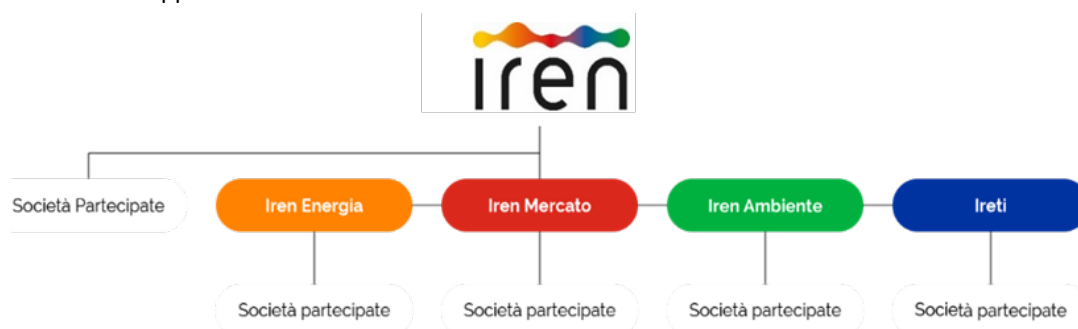 iren
Società Partecipate
Iren Energia
Iren Mercato
Iren Ambiente
Ireti
Società partecipate
Società partecipate
Società partecipate
Società partecipate